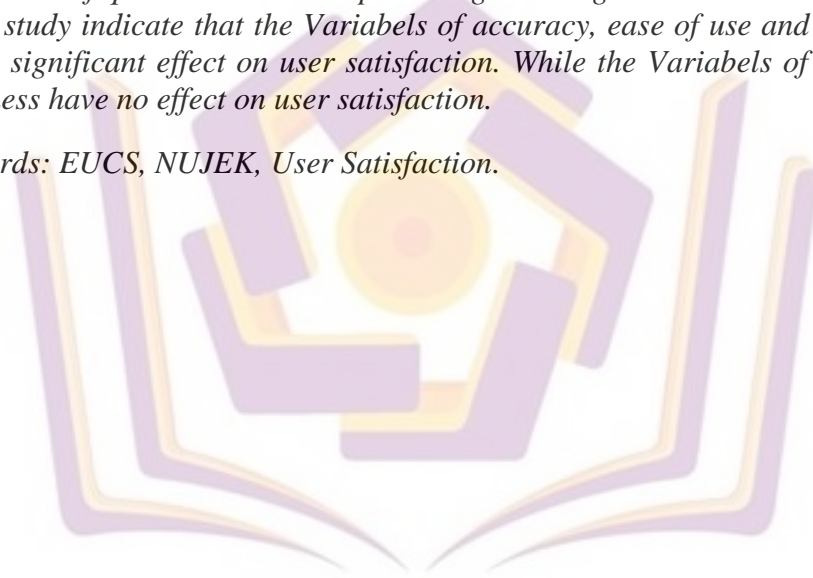 study indicate that the Variabels of accuracy, ease of use and
significant effect on user satisfaction. While the Variabels of
ess have no effect on user satisfaction.
rds: EUCS, NUJEK, User Satisfaction.